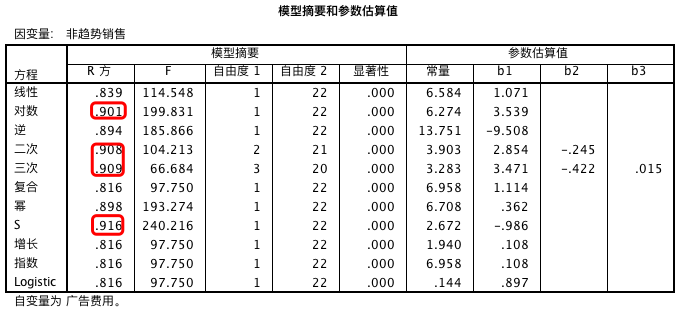 模型摘要和参数估算值
因变量: 非趋势销售
模型摘要 参数估算值
方程 R 方 F 自由度 1 自由度 2 显著性 常量 b1 b2 b3
线性 .839 114.548 1 22 .000 6.584 1.071
对数 .901 199.831 1 22 .000 6.274 3.539
逆 .894 185.866 1 22 .000 13.751 -9.508
二次 .908 104.213 2 21 .000 3.903 2.854 -.245
三次 .909 66.684 3 20 .000 3.283 3.471 -.422 .015
复合 .816 97.750 1 22 .000 6.958 1.114
幂 .898 193.274 1 22 .000 6.708 .362
S .916 240.216 1 22 .000 2.672 -.986
增长 .816 97.750 1 22 .000 1.940 .108
指数 .816 97.750 1 22 .000 6.958 .108
Logistic .816 97.750 1 22 .000 .144 .897
自变量为 广告费用。